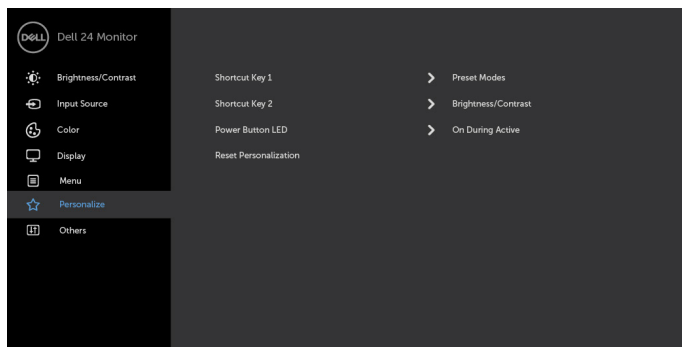 DELL Dell 24 Monitor
Brightness/Contrast Shortcut Key 1 Preset Modes
Input Source Shortcut Key 2 Brightness/Contrast
Color Power Button LED On During Active
Display Reset Personalization
Menu
Personalize
Others